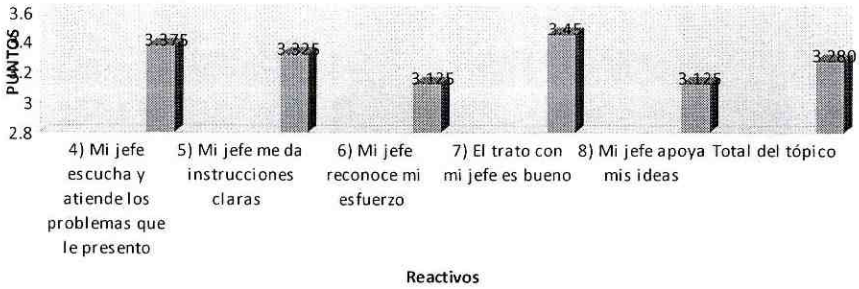 3.6
3.4
3.2
3
2.8
PUNTOS
3.375
3.325
3.125
3.45
3.125
3.280
4) Mi jefe
escucha y
atiende los
problemas que
le presento
5) Mi jefe me da
instrucciones
claras
6) Mi jefe
reconoce mi
esfuerzo
7) El trato con
mi jefe es bueno
8) Mi jefe apoya
mis ideas
Total del tópico
Reactivos